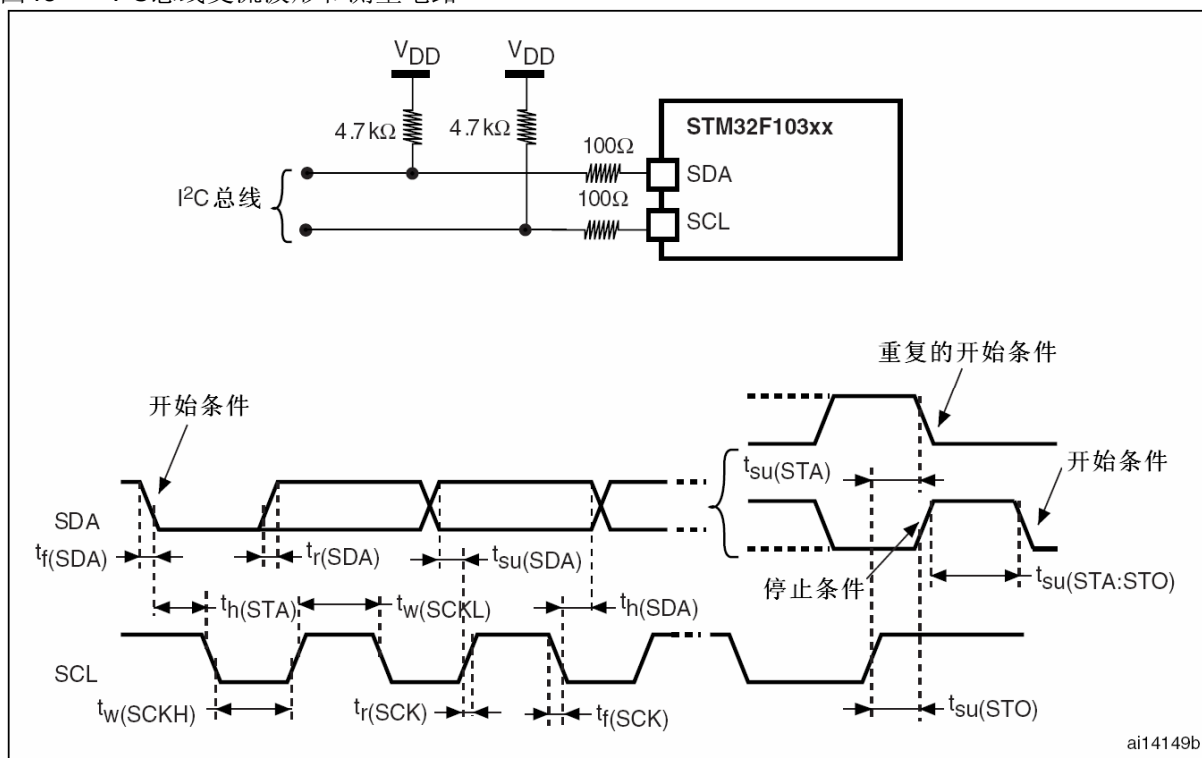 V_DD
V_DD
4.7kΩ
4.7kΩ
100Ω
100Ω
STM32F103xx
SDA
SCL
I²C总线
重复的开始条件
开始条件
开始条件
停止条件
SDA
t_f(SDA)
t_r(SDA)
t_su(SDA)
t_su(STA)
t_su(STA:STO)
t_h(STA)
t_w(SCKL)
t_h(SDA)
SCL
t_w(SCKH)
t_r(SCK)
t_f(SCK)
t_su(STO)
ai14149b